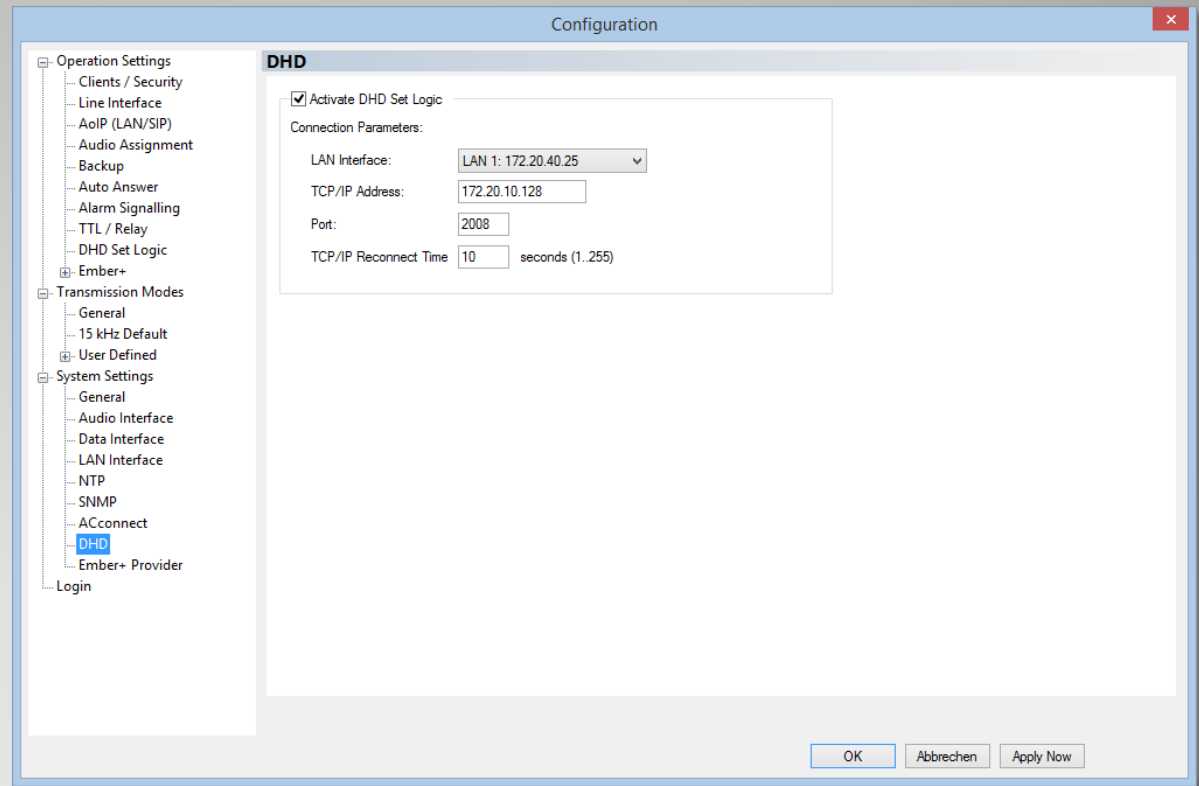 Configuration
Operation Settings
Clients / Security
Line Interface
AoIP (LAN/SIP)
Audio Assignment
Backup
Auto Answer
Alarm Signalling
TTL / Relay
DHD Set Logic
Ember+
Transmission Modes
General
15 kHz Default
User Defined
System Settings
General
Audio Interface
Data Interface
LAN Interface
NTP
SNMP
ACconnect
DHD
Ember+ Provider
Login
DHD
Activate DHD Set Logic
Connection Parameters:
LAN Interface: LAN 1: 172.20.40.25
TCP/IP Address: 172.20.10.128
Port: 2008
TCP/IP Reconnect Time 10 seconds (1..255)
OK Abbrechen Apply Now